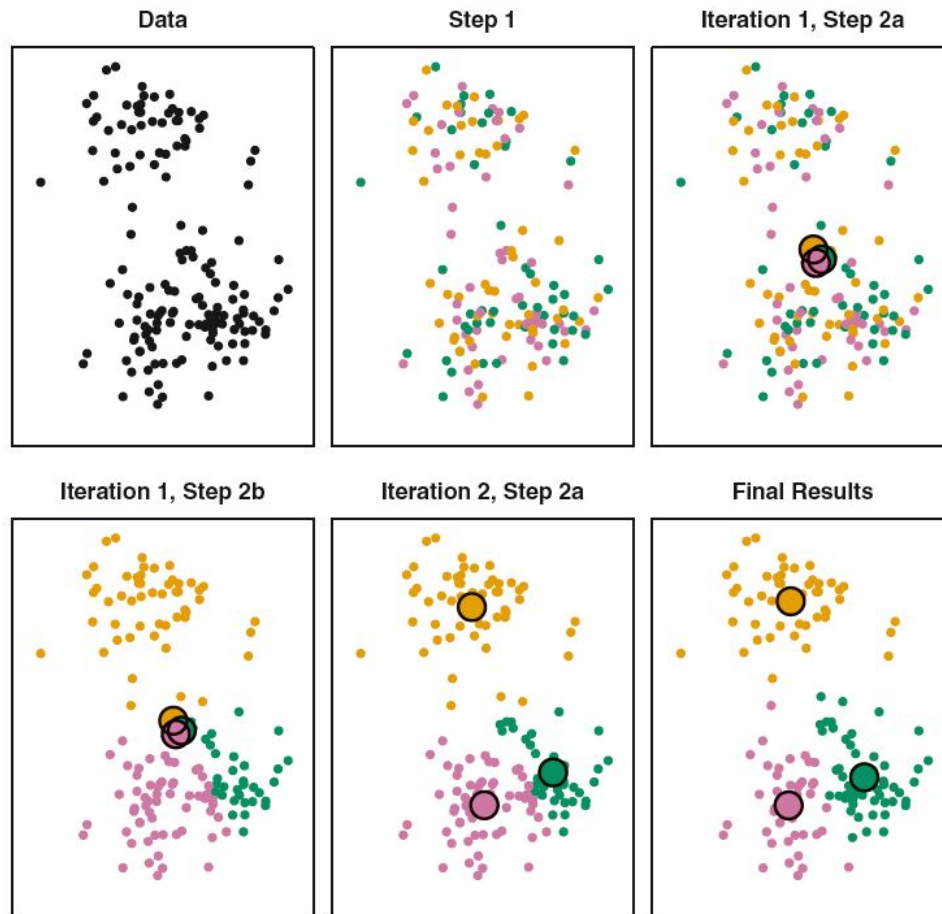 Data
Step 1
Iteration 1, Step 2a
Iteration 1, Step 2b
Iteration 2, Step 2a
Final Results